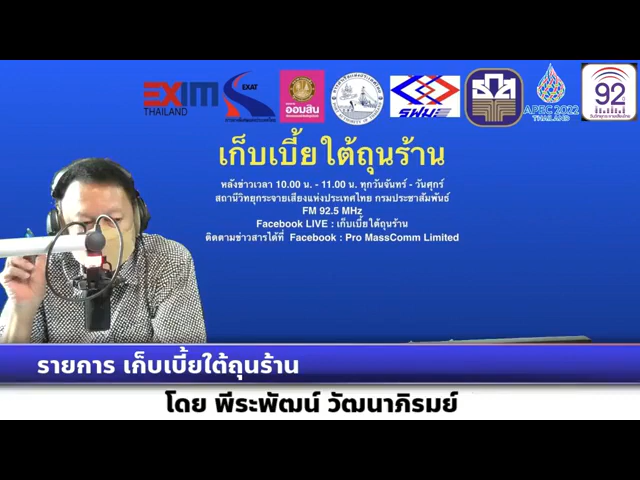 EXIM
THAILAND
EXAT
ออมสิน
รฟม
ธกส
APEC 2022
THAILAND
92
เก็บเบี้ยใต้ถุนร้าน
หลังข่าวเวลา 10.00 น. - 11.00 น. ทุกวันจันทร์ - วันศุกร์
สถานีวิทยุกระจายเสียงแห่งประเทศไทย กรมประชาสัมพันธ์
FM 92.5 MHz
Facebook LIVE : เก็บเบี้ยใต้ถุนร้าน
ติดตามข่าวสารได้ที่ Facebook : Pro MassComm Limited
รายการ เก็บเบี้ยใต้ถุนร้าน
โดย พีระพัฒน์ วัฒนาภิรมย์